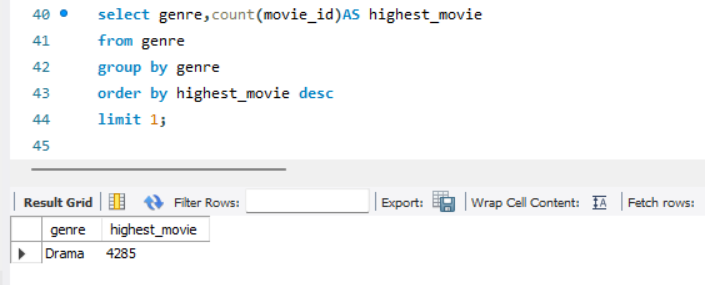 40 select genre,count(movie_id)AS highest_movie
41 from genre
42 group by genre
43 order by highest_movie desc
44 limit 1;
45
Result Grid Filter Rows: Export: Wrap Cell Content: IA Fetch rows:
genre highest_movie
Drama 4285